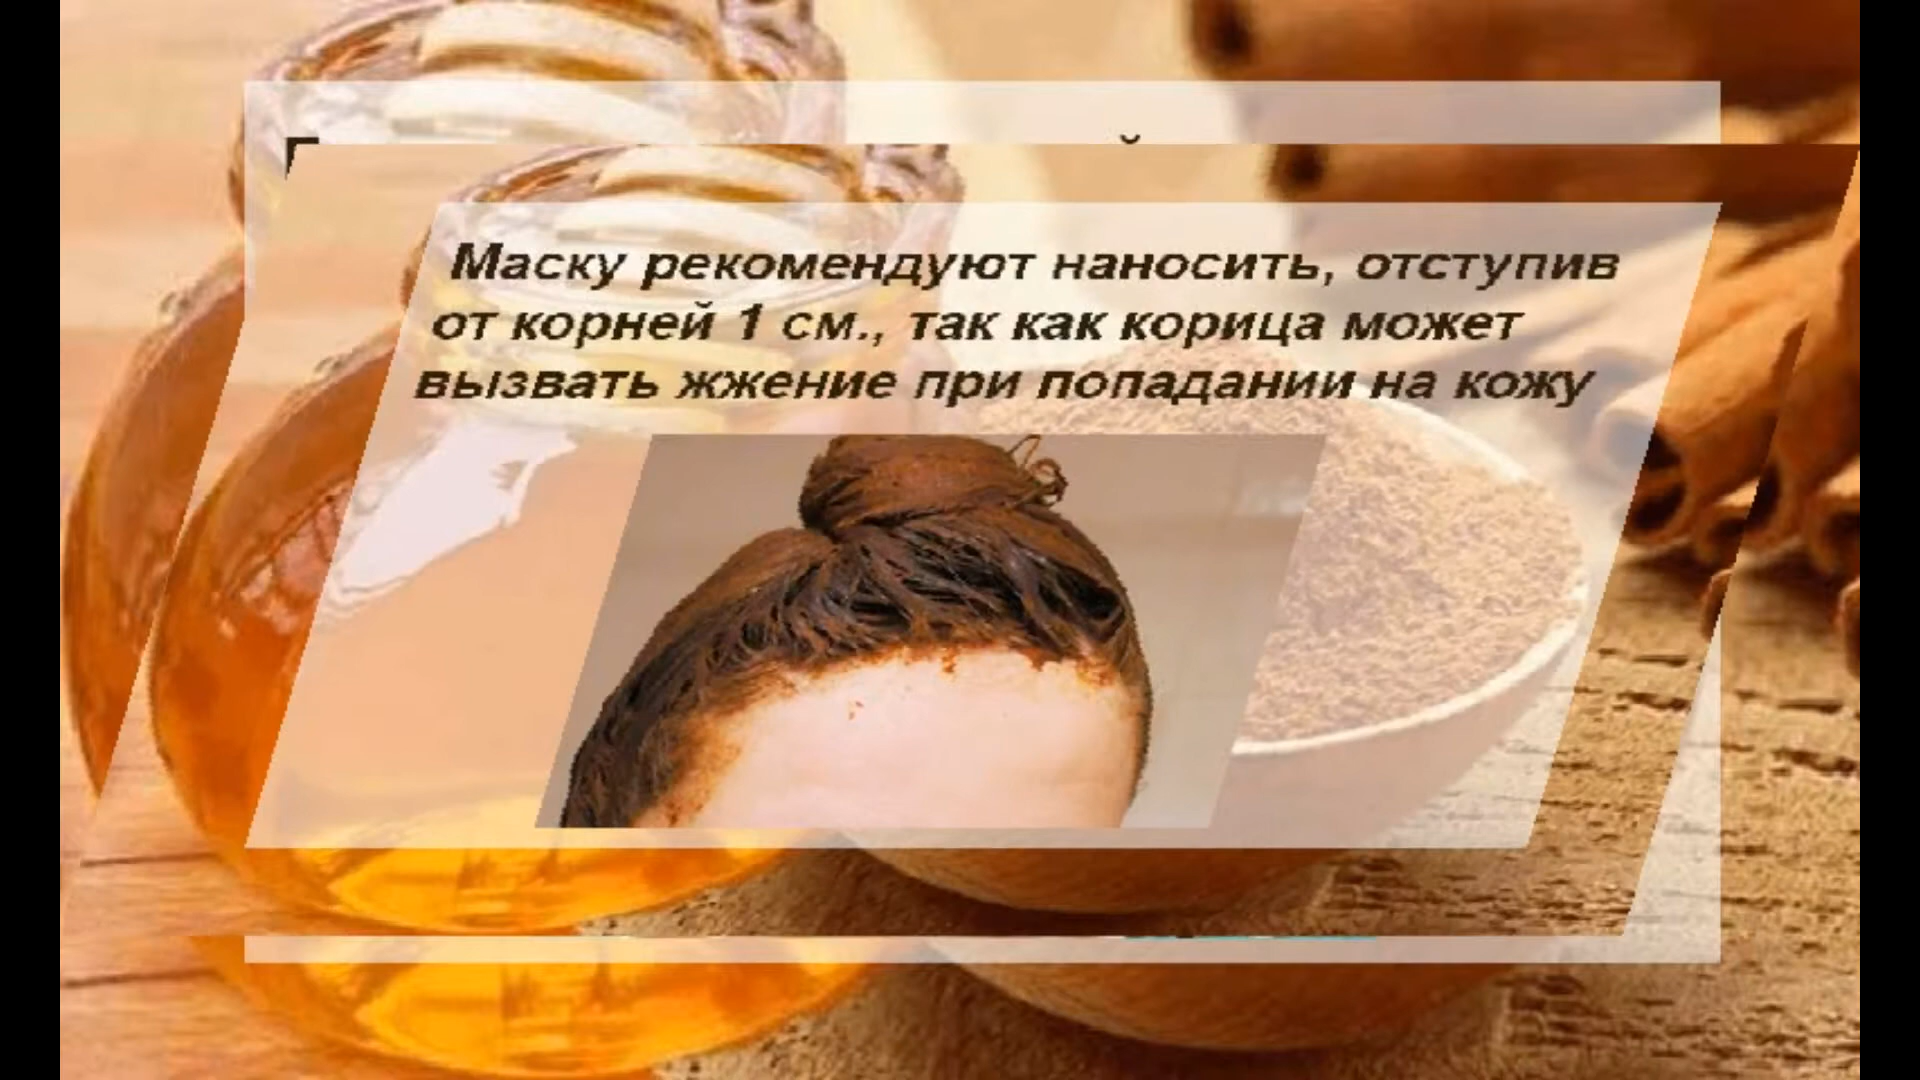 Маску рекомендуют наносить, отступив
от корней 1 см., так как корица может
вызвать жжение при попадании на кожу